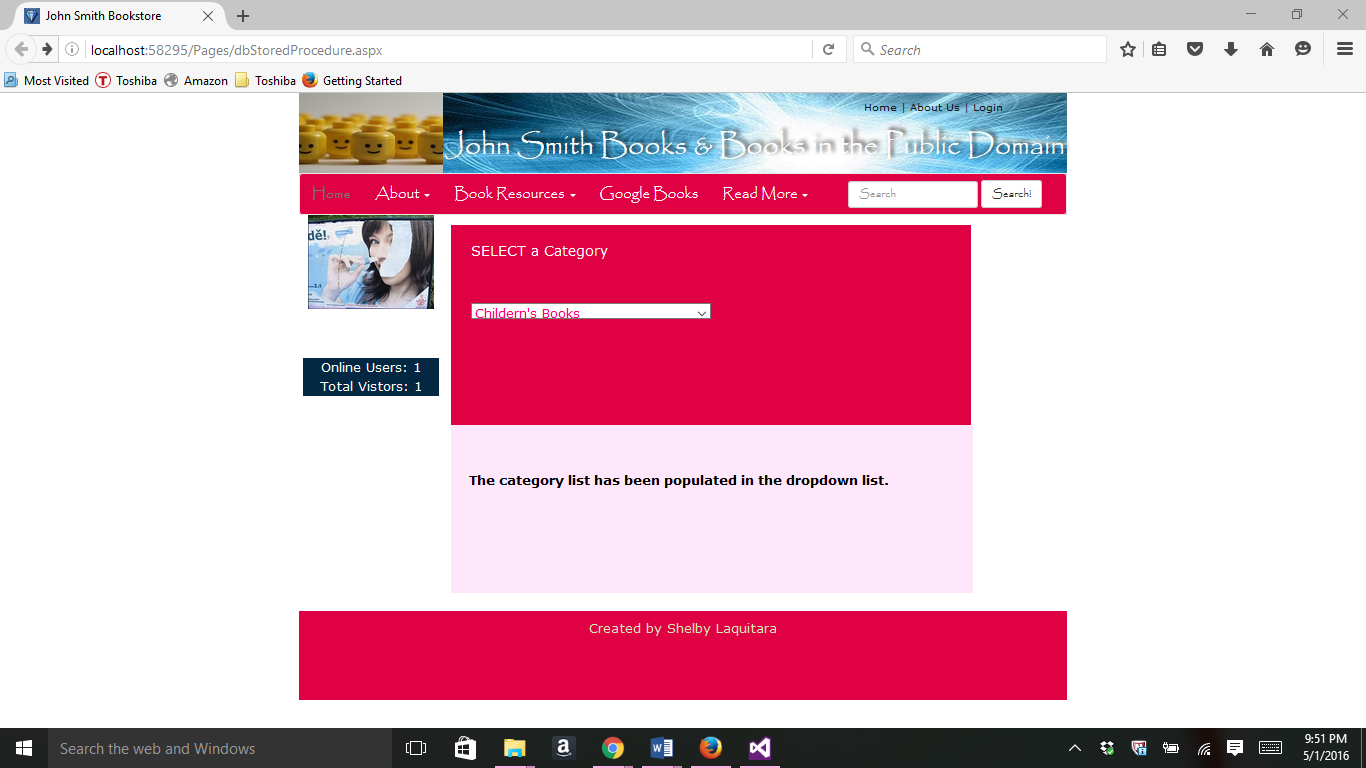 John Smith Bookstore
localhost:58295/Pages/dbStoredProcedure.aspx
Search
Most Visited
Toshiba
Amazon
Toshiba
Getting Started
Home | About Us | Login
John Smith Books & Books in the Public Domain
Home
About
Book Resources
Google Books
Read More
Search
Search!
dě!
SELECT a Category
Childern's Books
Online Users: 1
Total Vistors: 1
The category list has been populated in the dropdown list.
Created by Shelby Laquitara
Search the web and Windows
9:51 PM
5/1/2016